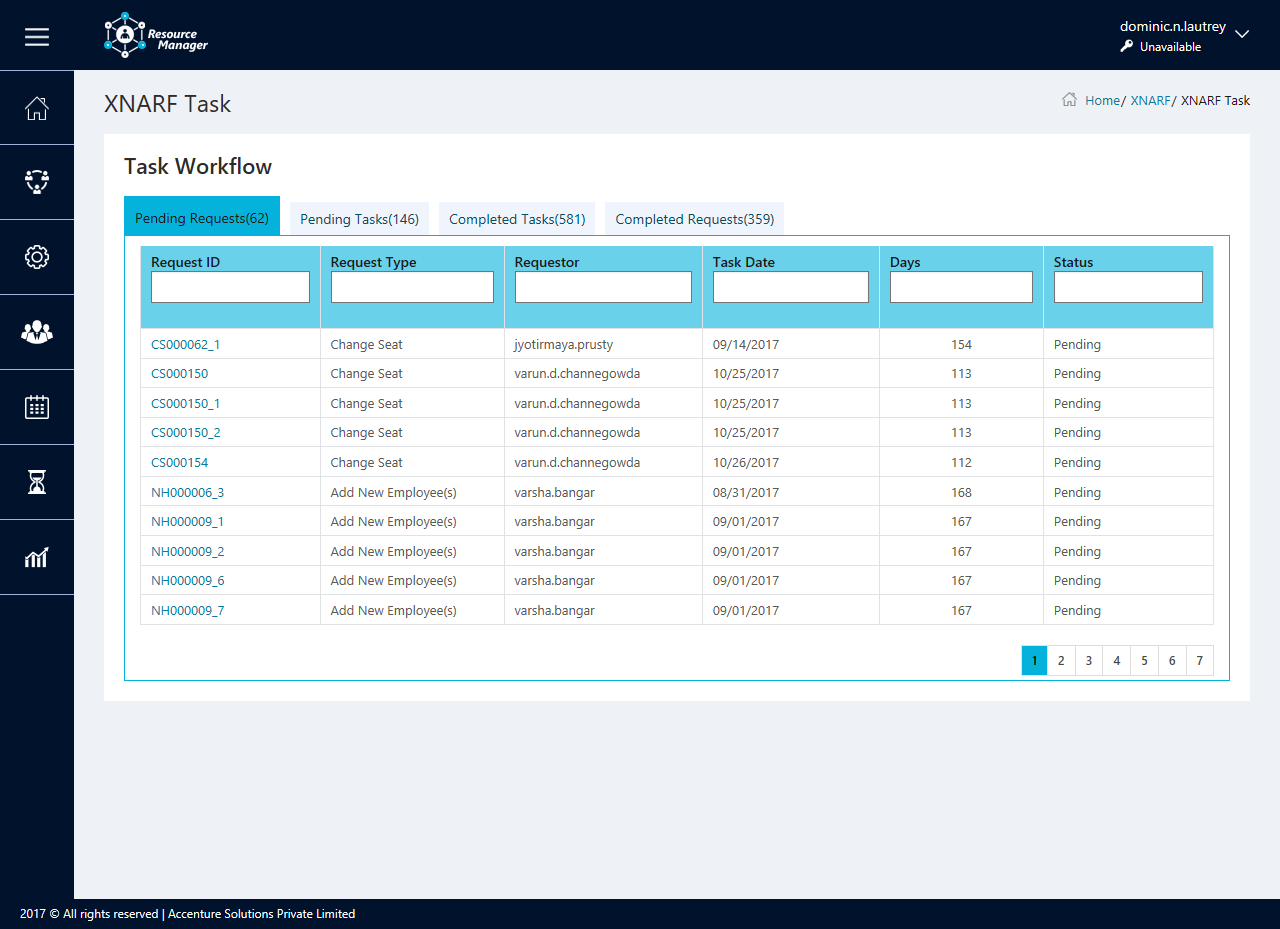 Resource
Manager
dominic.n.lautrey
Unavailable
XNARF Task
Home/ XNARF/ XNARF Task
Task Workflow
Pending Requests(62) Pending Tasks(146) Completed Tasks(581) Completed Requests(359)
Request ID Request Type Requestor Task Date Days Status
CS000062_1 Change Seat jyotirmaya.prusty 09/14/2017 154 Pending
CS000150 Change Seat varun.d.channegowda 10/25/2017 113 Pending
CS000150_1 Change Seat varun.d.channegowda 10/25/2017 113 Pending
CS000150_2 Change Seat varun.d.channegowda 10/25/2017 113 Pending
CS000154 Change Seat varun.d.channegowda 10/26/2017 112 Pending
NH000006_3 Add New Employee(s) varsha.bangar 08/31/2017 168 Pending
NH000009_1 Add New Employee(s) varsha.bangar 09/01/2017 167 Pending
NH000009_2 Add New Employee(s) varsha.bangar 09/01/2017 167 Pending
NH000009_6 Add New Employee(s) varsha.bangar 09/01/2017 167 Pending
NH000009_7 Add New Employee(s) varsha.bangar 09/01/2017 167 Pending
1 2 3 4 5 6 7
2017 © All rights reserved | Accenture Solutions Private Limited